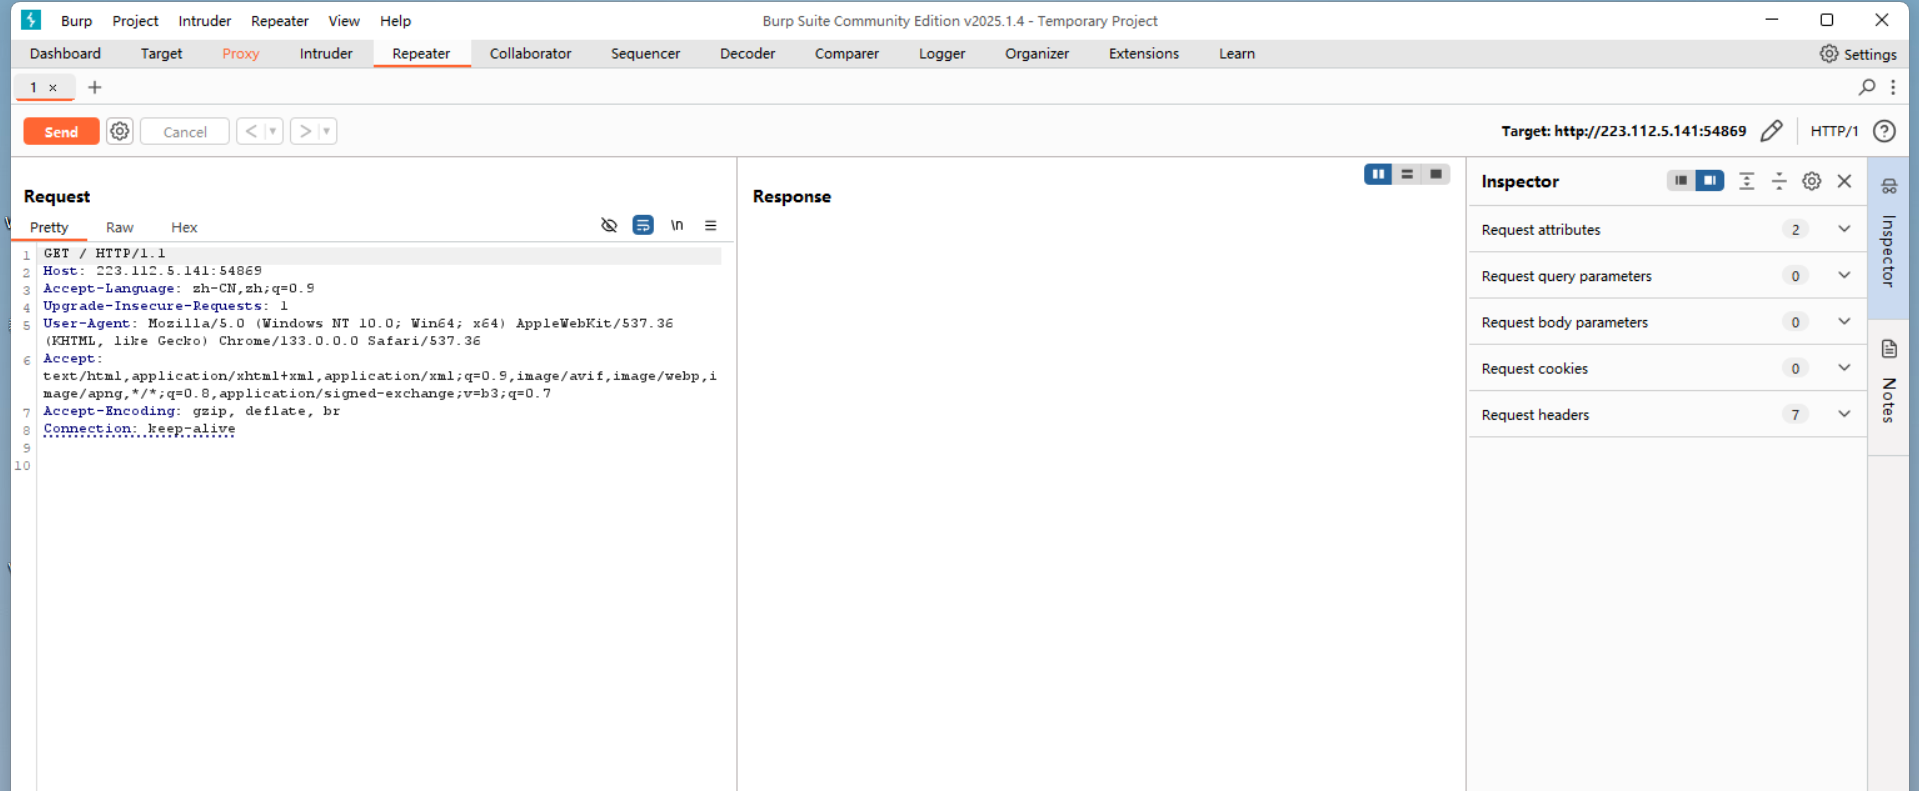 Burp Project Intruder Repeater View Help Burp Suite Community Edition v2025.1.4 - Temporary Project
Dashboard Target Proxy Intruder Repeater Collaborator Sequencer Decoder Comparer Logger Organizer Extensions Learn Settings
1 × +
Send Cancel < > Target: http://223.112.5.141:54869 HTTP/1 ?
Request
Pretty Raw Hex \n
1 GET / HTTP/1.1
2 Host: 223.112.5.141:54869
3 Accept-Language: zh-CN,zh;q=0.9
4 Upgrade-Insecure-Requests: 1
5 User-Agent: Mozilla/5.0 (Windows NT 10.0; Win64; x64) AppleWebKit/537.36
(KHTML, like Gecko) Chrome/133.0.0.0 Safari/537.36
6 Accept:
text/html,application/xhtml+xml,application/xml;q=0.9,image/avif,image/webp,i
mage/apng,*/*;q=0.8,application/signed-exchange;v=b3;q=0.7
7 Accept-Encoding: gzip, deflate, br
8 Connection: keep-alive
9
10
Response
Inspector
Request attributes 2
Request query parameters 0
Request body parameters 0
Request cookies 0
Request headers 7
Inspector
Notes